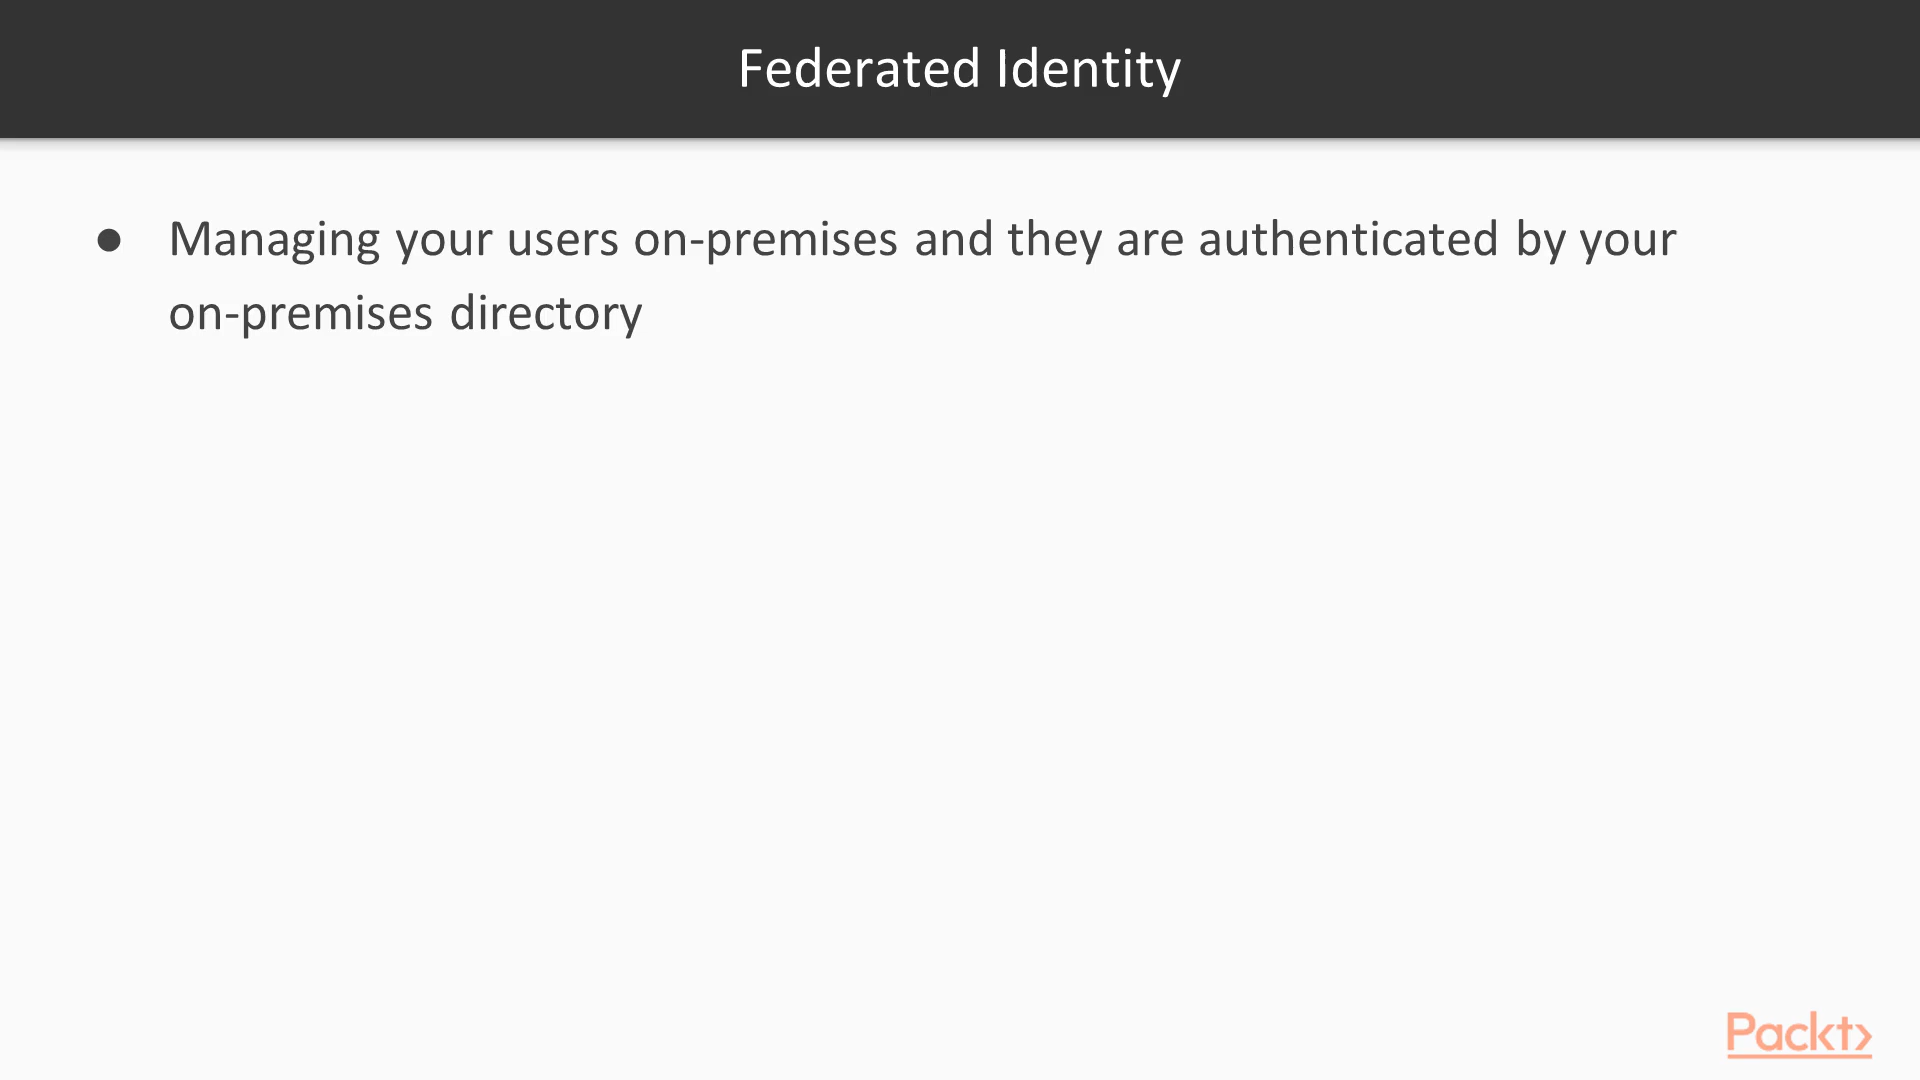 Federated Identity
● Managing your users on-premises and they are authenticated by your
on-premises directory
Packt>